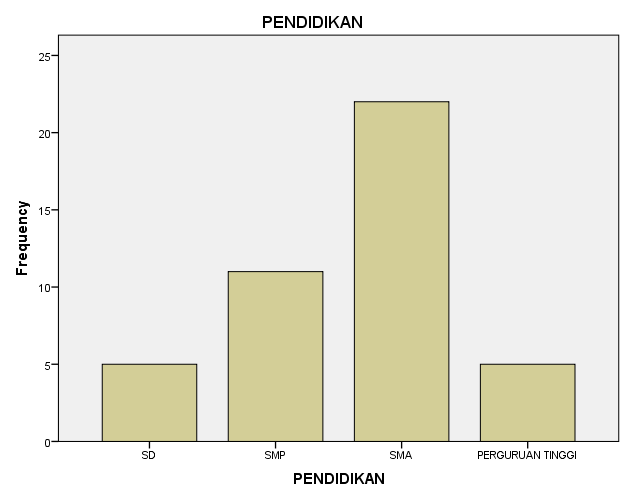 PENDIDIKAN
25
20
15
10
5
0
Frequency
SD SMP SMA PERGURUAN TINGGI
PENDIDIKAN